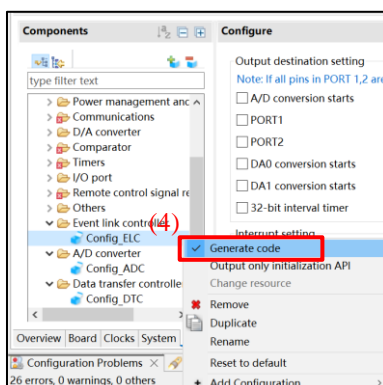 Components
Configure
type filter text
Power management anc
Communications
D/A converter
Comparator
Timers
I/O port
Remote control signal re
Others
Event link controller
(4)
Config_ELC
A/D converter
Config_ADC
Data transfer controlle
Config_DTC
Overview Board Clocks System
Configuration Problems
26 errors, 0 warnings, 0 others
Output destination setting
Note: If all pins in PORT 1,2 are
A/D conversion starts
PORT1
PORT2
DA0 conversion starts
DA1 conversion starts
32-bit interval timer
Interrupt setting
Generate code
Output only initialization API
Change resource
Remove
Duplicate
Rename
Reset to default
Add Configuration